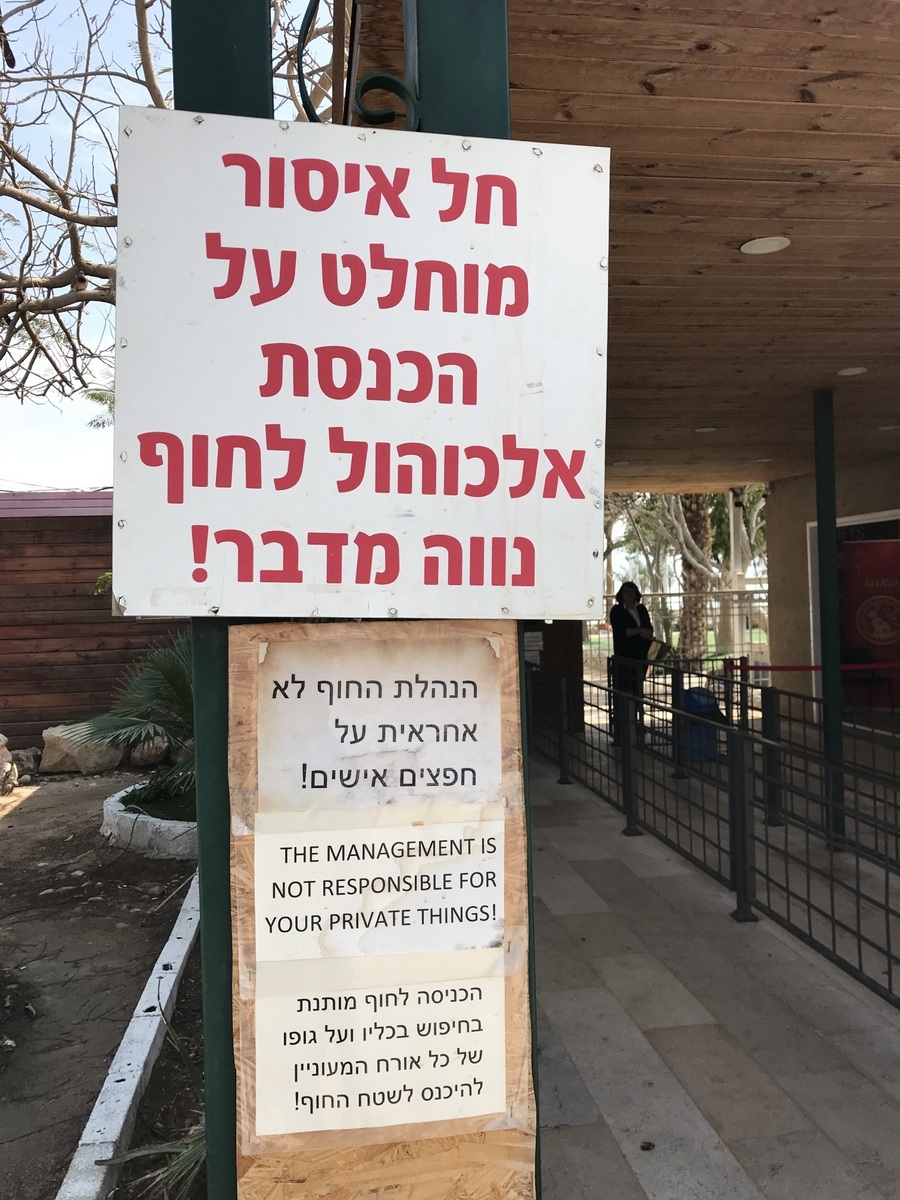 חל איסור
מוחלט על
הכנסת
אלכוהול לחוף
נווה מדבר!
הנהלת החוף לא
אחראית על
חפצים אישים!
THE MANAGEMENT IS
NOT RESPONSIBLE FOR
YOUR PRIVATE THINGS!
הכניסה לחוף מותנת
בחיפוש בכליו ועל גופו
של כל אורח המעוניין
להיכנס לשטח החוף!